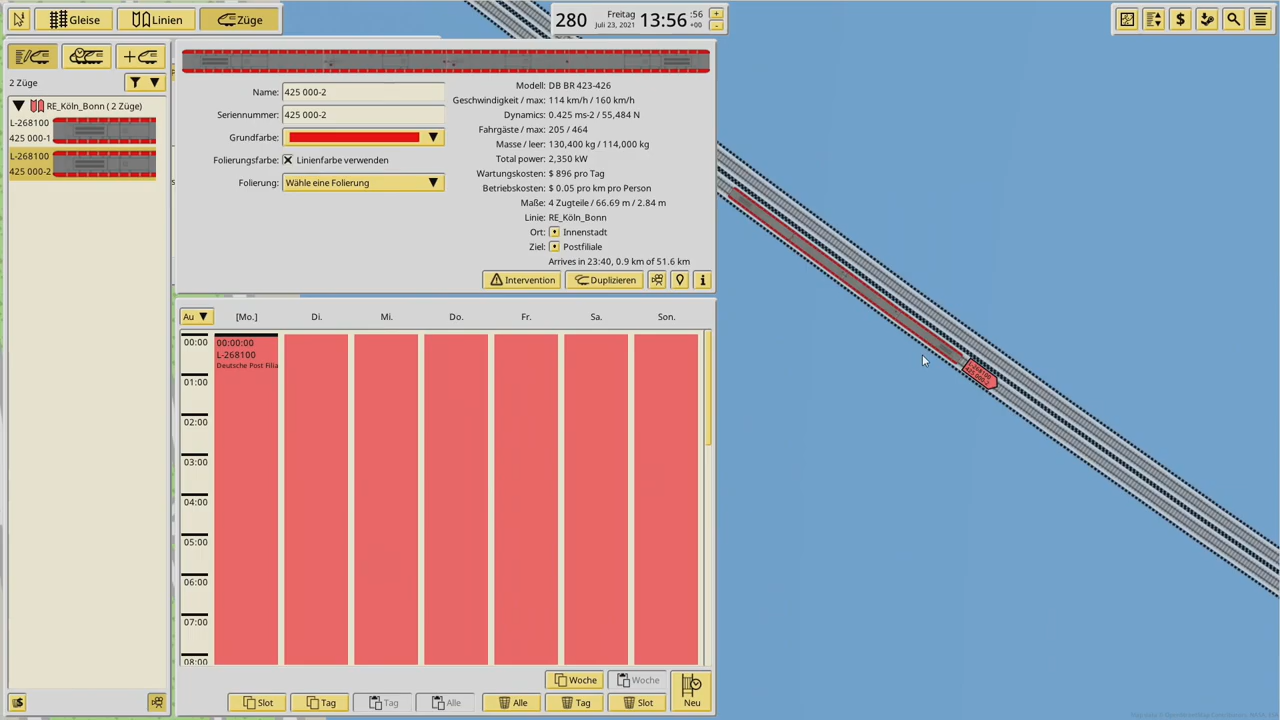 Gleise
Linien
Züge
280
Freitag
Juli 23, 2021
13:56
:56
+00
2 Züge
RE_Köln_Bonn ( 2 Züge)
L-268100
425 000-1
L-268100
425 000-2
Name: 425 000-2
Seriennummer: 425 000-2
Grundfarbe:
Folierungsfarbe: Linienfarbe verwenden
Folierung: Wähle eine Folierung
Modell: DB BR 423-426
Geschwindigkeit / max: 114 km/h / 160 km/h
Dynamics: 0.425 ms-2 / 55,484 N
Fahrgäste / max: 205 / 464
Masse / leer: 130,400 kg / 114,000 kg
Total power: 2,350 kW
Wartungskosten: $ 896 pro Tag
Betriebskosten: $ 0.05 pro km pro Person
Maße: 4 Zugteile / 66.69 m / 2.84 m
Linie: RE_Köln_Bonn
Ort: Innenstadt
Ziel: Postfiliale
Arrives in 23:40, 0.9 km of 51.6 km
Intervention
Duplizieren
Au
[Mo.] Di. Mi. Do. Fr. Sa. Son.
00:00
00:00:00
L-268100
Deutsche Post Filia
01:00
02:00
03:00
04:00
05:00
06:00
07:00
08:00
Woche
Woche
Slot
Tag
Tag
Alle
Alle
Tag
Slot
Neu